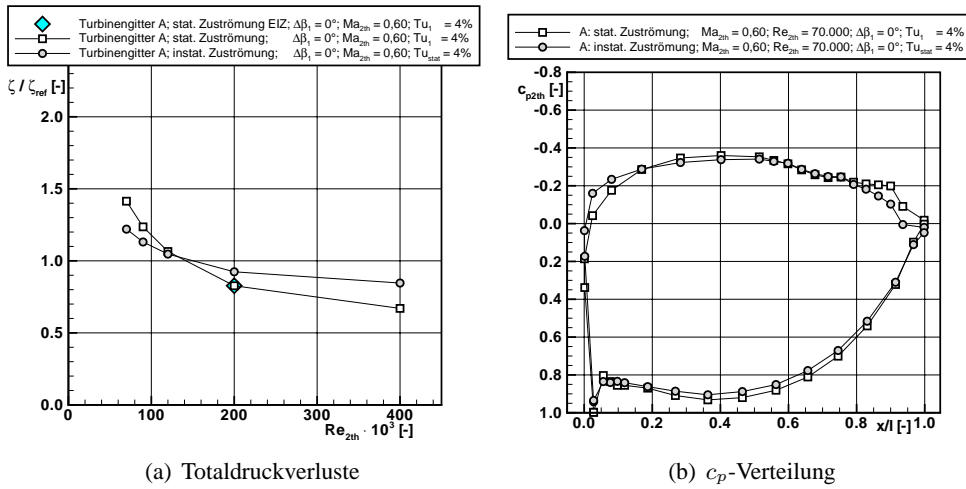 Turbinengitter A; stat. Zuströmung EIZ; Δβ₁ = 0°; Ma₂th = 0,60; Tu₁ = 4%
Turbinengitter A; stat. Zuströmung; Δβ₁ = 0°; Ma₂th = 0,60; Tu₁ = 4%
Turbinengitter A; instat. Zuströmung; Δβ₁ = 0°; Ma₂th = 0,60; Tu_stat = 4%
ζ / ζ_ref [-]
2.0
1.5
1.0
0.5
0.0
0 100 200 300 400
Re₂th · 10³ [-]
(a) Totaldruckverluste
A: stat. Zuströmung; Ma₂th = 0,60; Re₂th = 70.000; Δβ₁ = 0°; Tu₁ = 4%
A: instat. Zuströmung; Ma₂th = 0,60; Re₂th = 70.000; Δβ₁ = 0°; Tu_stat = 4%
-0.8
c_p2th [-]
-0.6
-0.4
-0.2
0.0
0.2
0.4
0.6
0.8
1.0
0.0 0.2 0.4 0.6 0.8 x/l [-] 1.0
(b) c_p-Verteilung